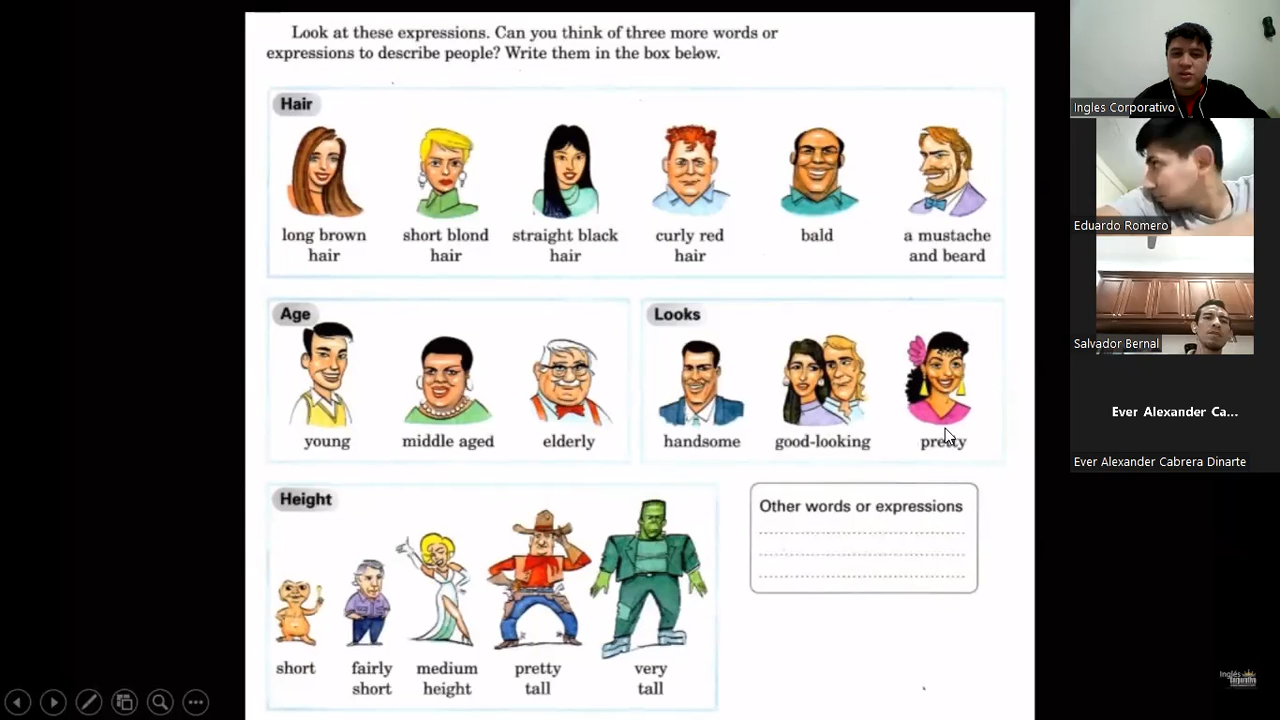 Look at these expressions. Can you think of three more words or
expressions to describe people? Write them in the box below.
Hair
long brown
hair
short blond
hair
straight black
hair
curly red
hair
bald
a mustache
and beard
Age
young
middle aged
elderly
Looks
handsome
good-looking
pretty
Height
short
fairly
short
medium
height
pretty
tall
very
tall
Other words or expressions
Ingles Corporativo
Eduardo Romero
Salvador Bernal
Ever Alexander Ca...
Ever Alexander Cabrera Dinarte
Inglés
Corporativo